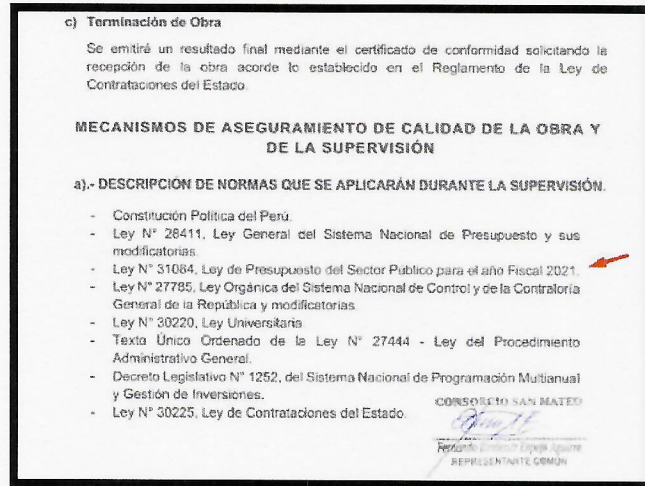 c) Terminación de Obra
Se emitirá un resultado final mediante el certificado de conformidad solicitando la
recepción de la obra acorde lo establecido en el Reglamento de la Ley de
Contrataciones del Estado.
MECANISMOS DE ASEGURAMIENTO DE CALIDAD DE LA OBRA Y
DE LA SUPERVISIÓN
a).- DESCRIPCIÓN DE NORMAS QUE SE APLICARÁN DURANTE LA SUPERVISIÓN.
- Constitución Política del Perú.
- Ley N° 28411, Ley General del Sistema Nacional de Presupuesto y sus
modificatorias.
- Ley N° 31084, Ley de Presupuesto del Sector Público para el año Fiscal 2021.
- Ley N° 27785, Ley Orgánica del Sistema Nacional de Control y de la Contraloría
General de la República y modificatorias.
- Ley N° 30220, Ley Universitaria.
- Texto Único Ordenado de la Ley N° 27444 - Ley del Procedimiento
Administrativo General.
- Decreto Legislativo N° 1252, del Sistema Nacional de Programación Multianual
y Gestión de Inversiones.
- Ley N° 30225, Ley de Contrataciones del Estado.
CONSORCIO SAN MATEO
REPRESENTANTE COMUN